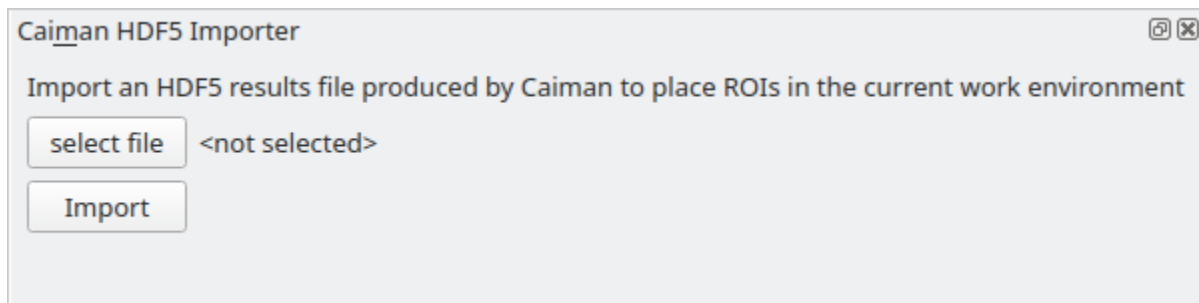 Caiman HDF5 Importer
Import an HDF5 results file produced by Caiman to place ROIs in the current work environment
select file <not selected>
Import